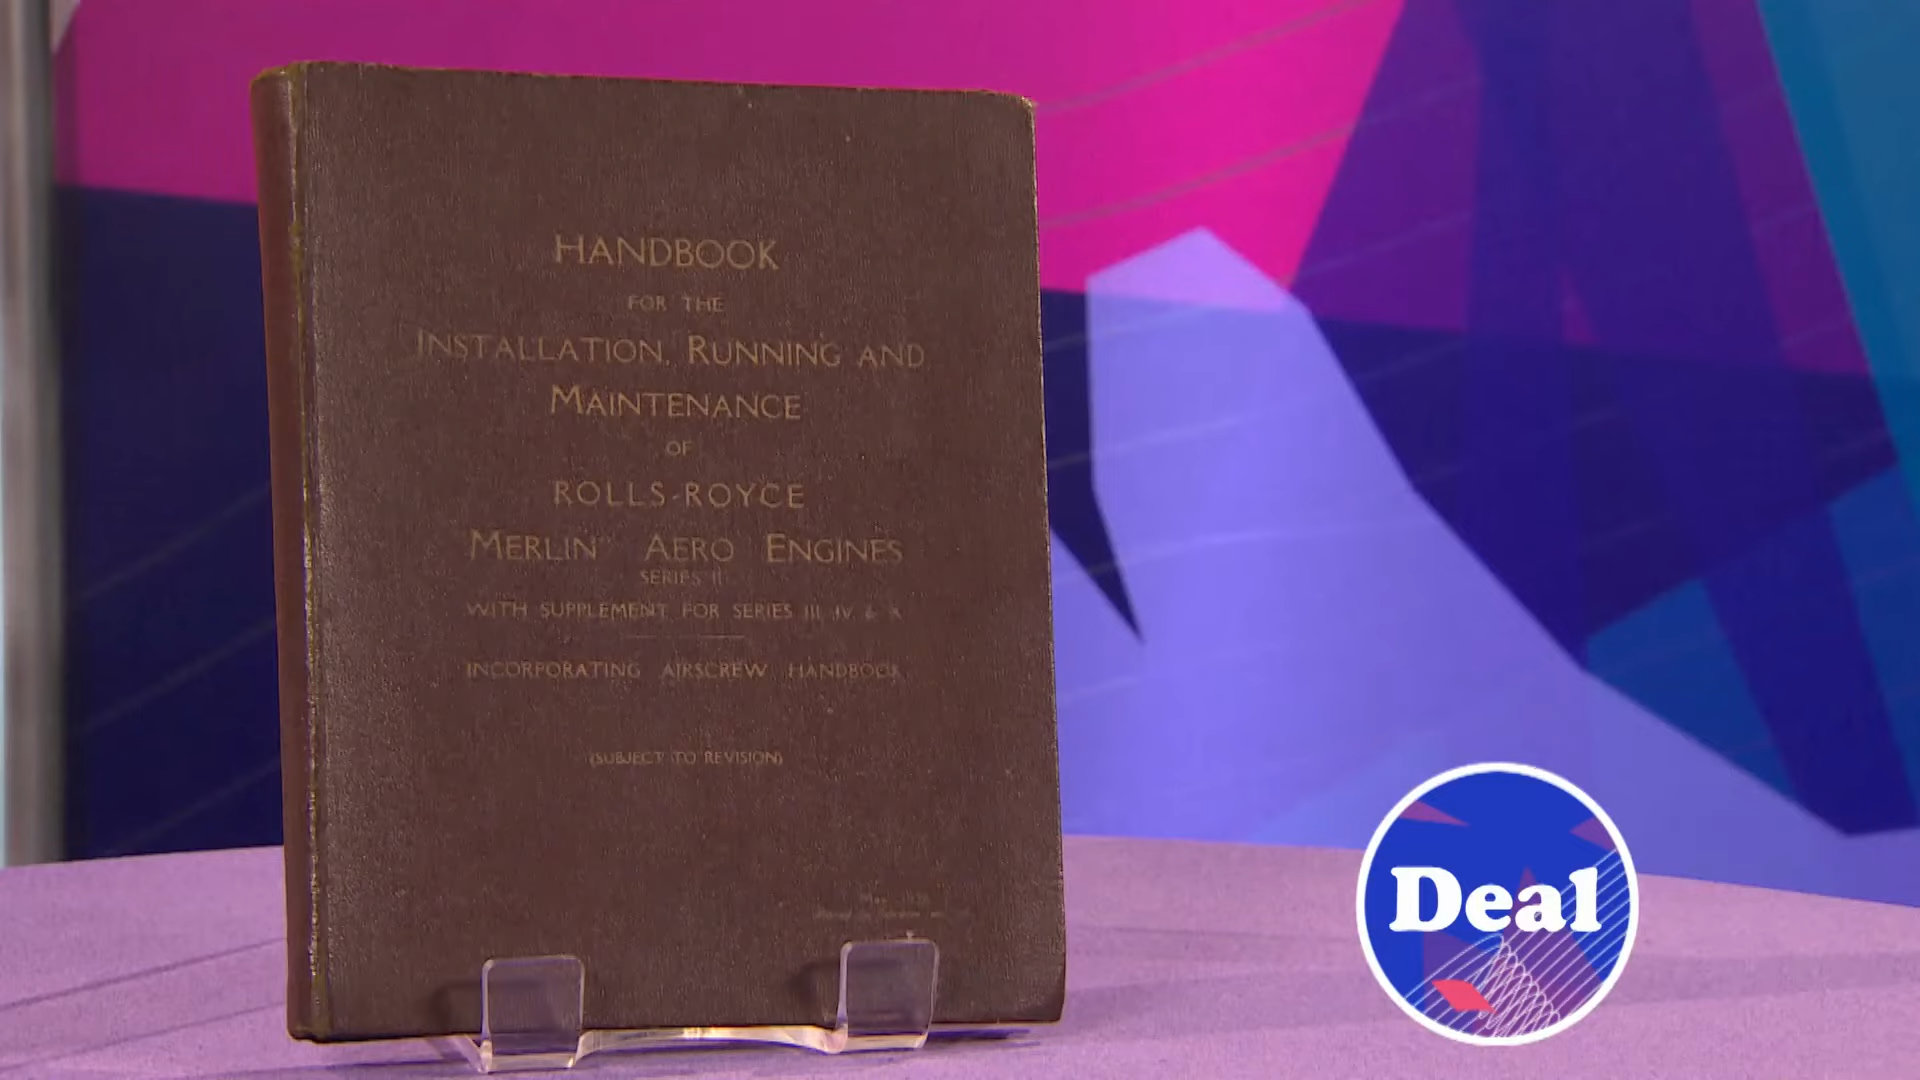 HANDBOOK
FOR THE
INSTALLATION, RUNNING AND
MAINTENANCE
OF
ROLLS-ROYCE
MERLIN" AERO ENGINES
SERIES II
WITH SUPPLEMENT FOR SERIES III IV & X
INCORPORATING AIRSCREW HANDBOOK
(SUBJECT TO REVISION)
Deal